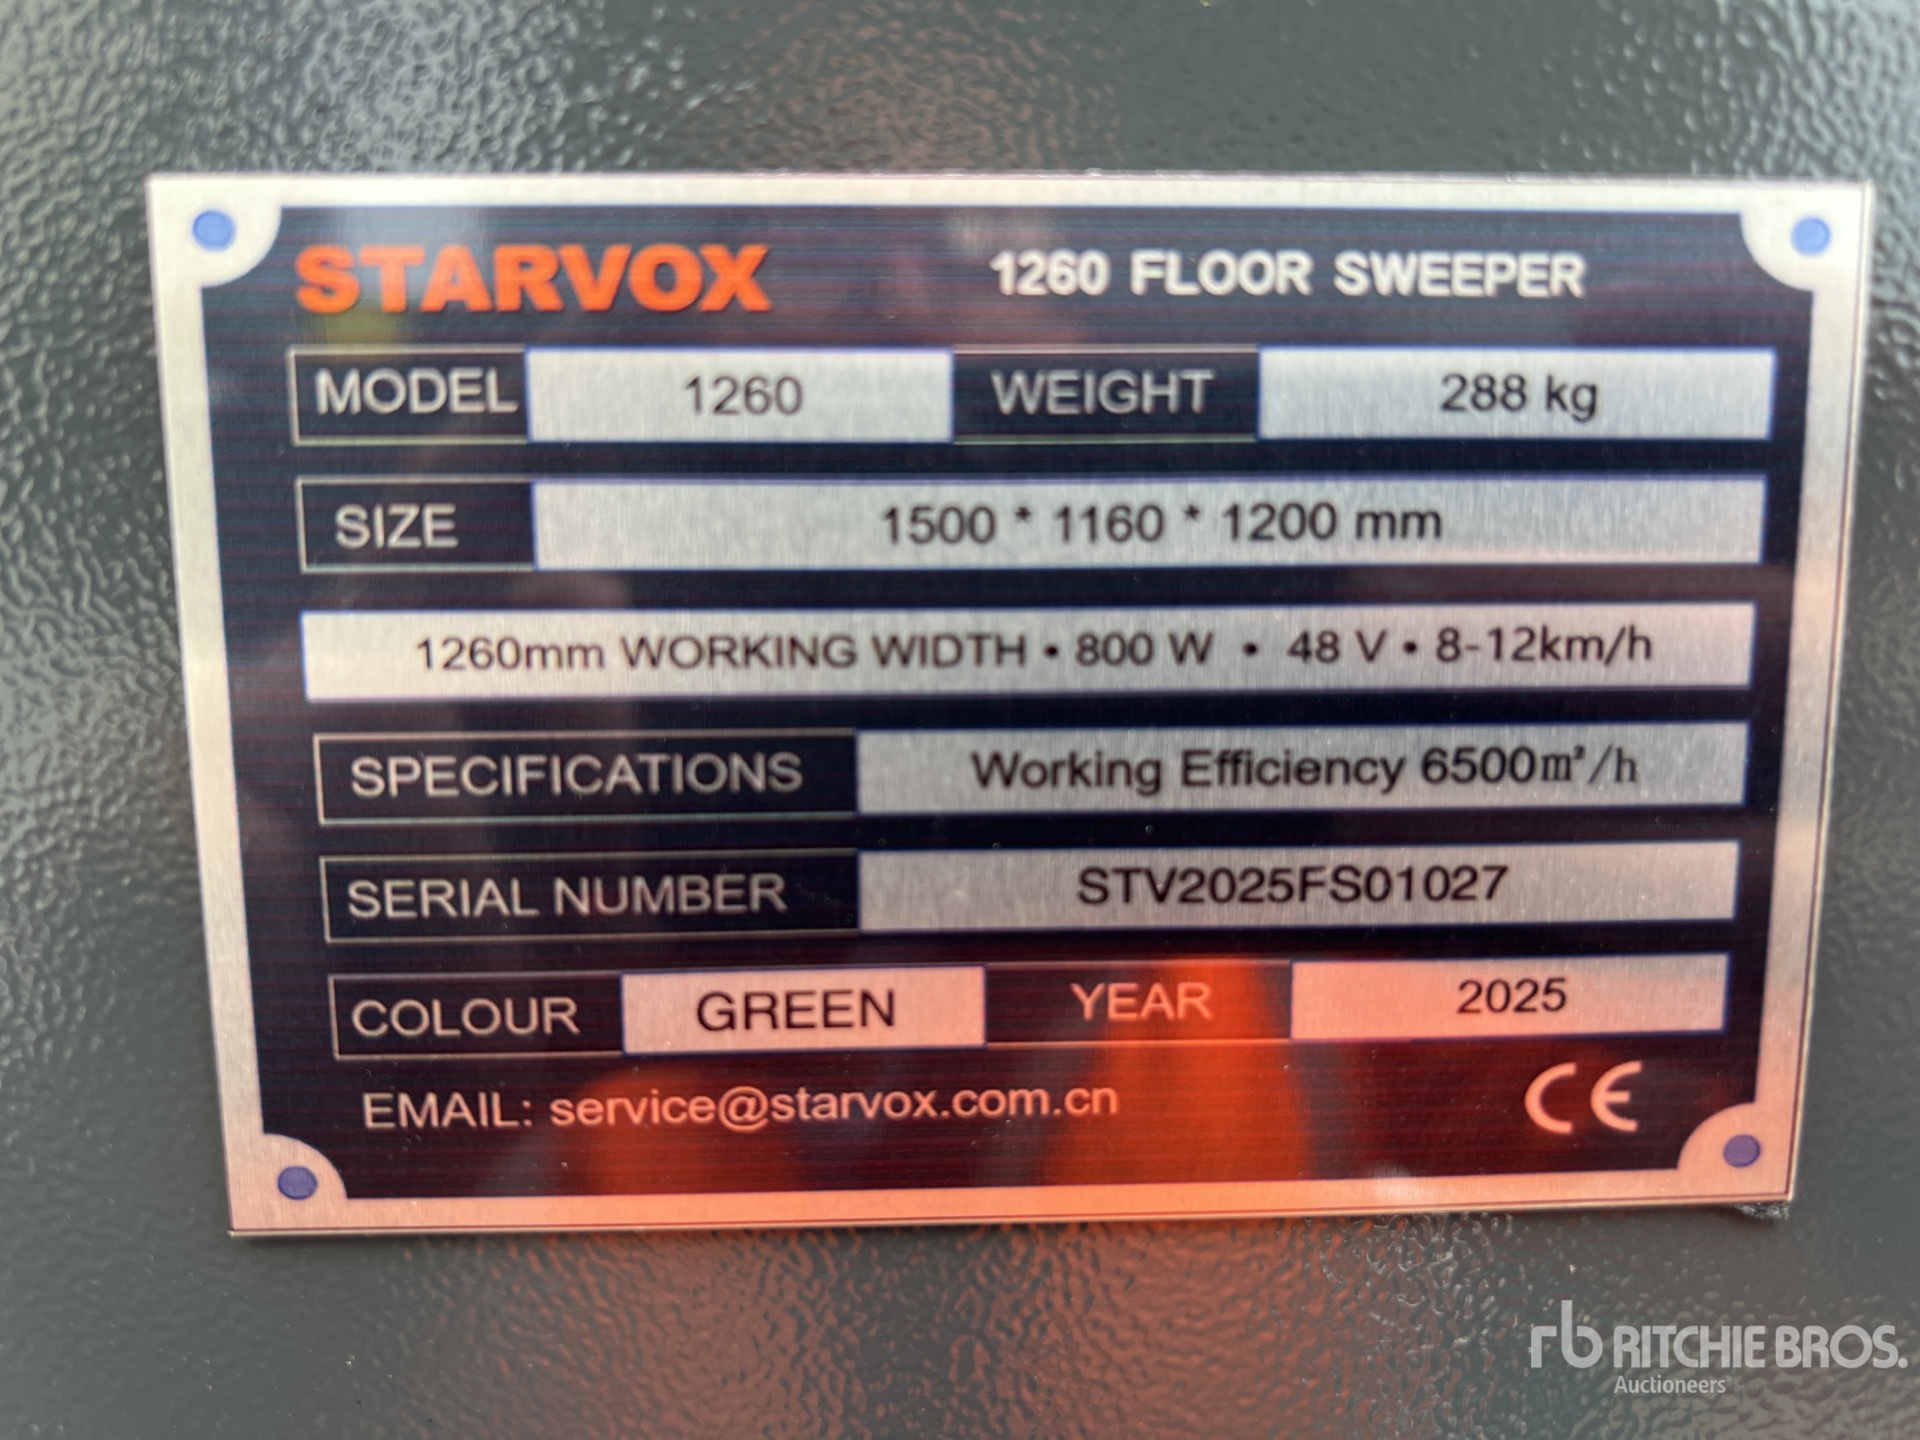 STARVOX 1260 FLOOR SWEEPER
MODEL 1260 WEIGHT 288 kg
SIZE 1500 * 1160 * 1200 mm
1260mm WORKING WIDTH • 800 W • 48 V • 8-12km/h
SPECIFICATIONS Working Efficiency 6500m²/h
SERIAL NUMBER STV2025FS01027
COLOUR GREEN YEAR 2025
EMAIL: service@starvox.com.cn CE
rb RITCHIE BROS.
Auctioneers